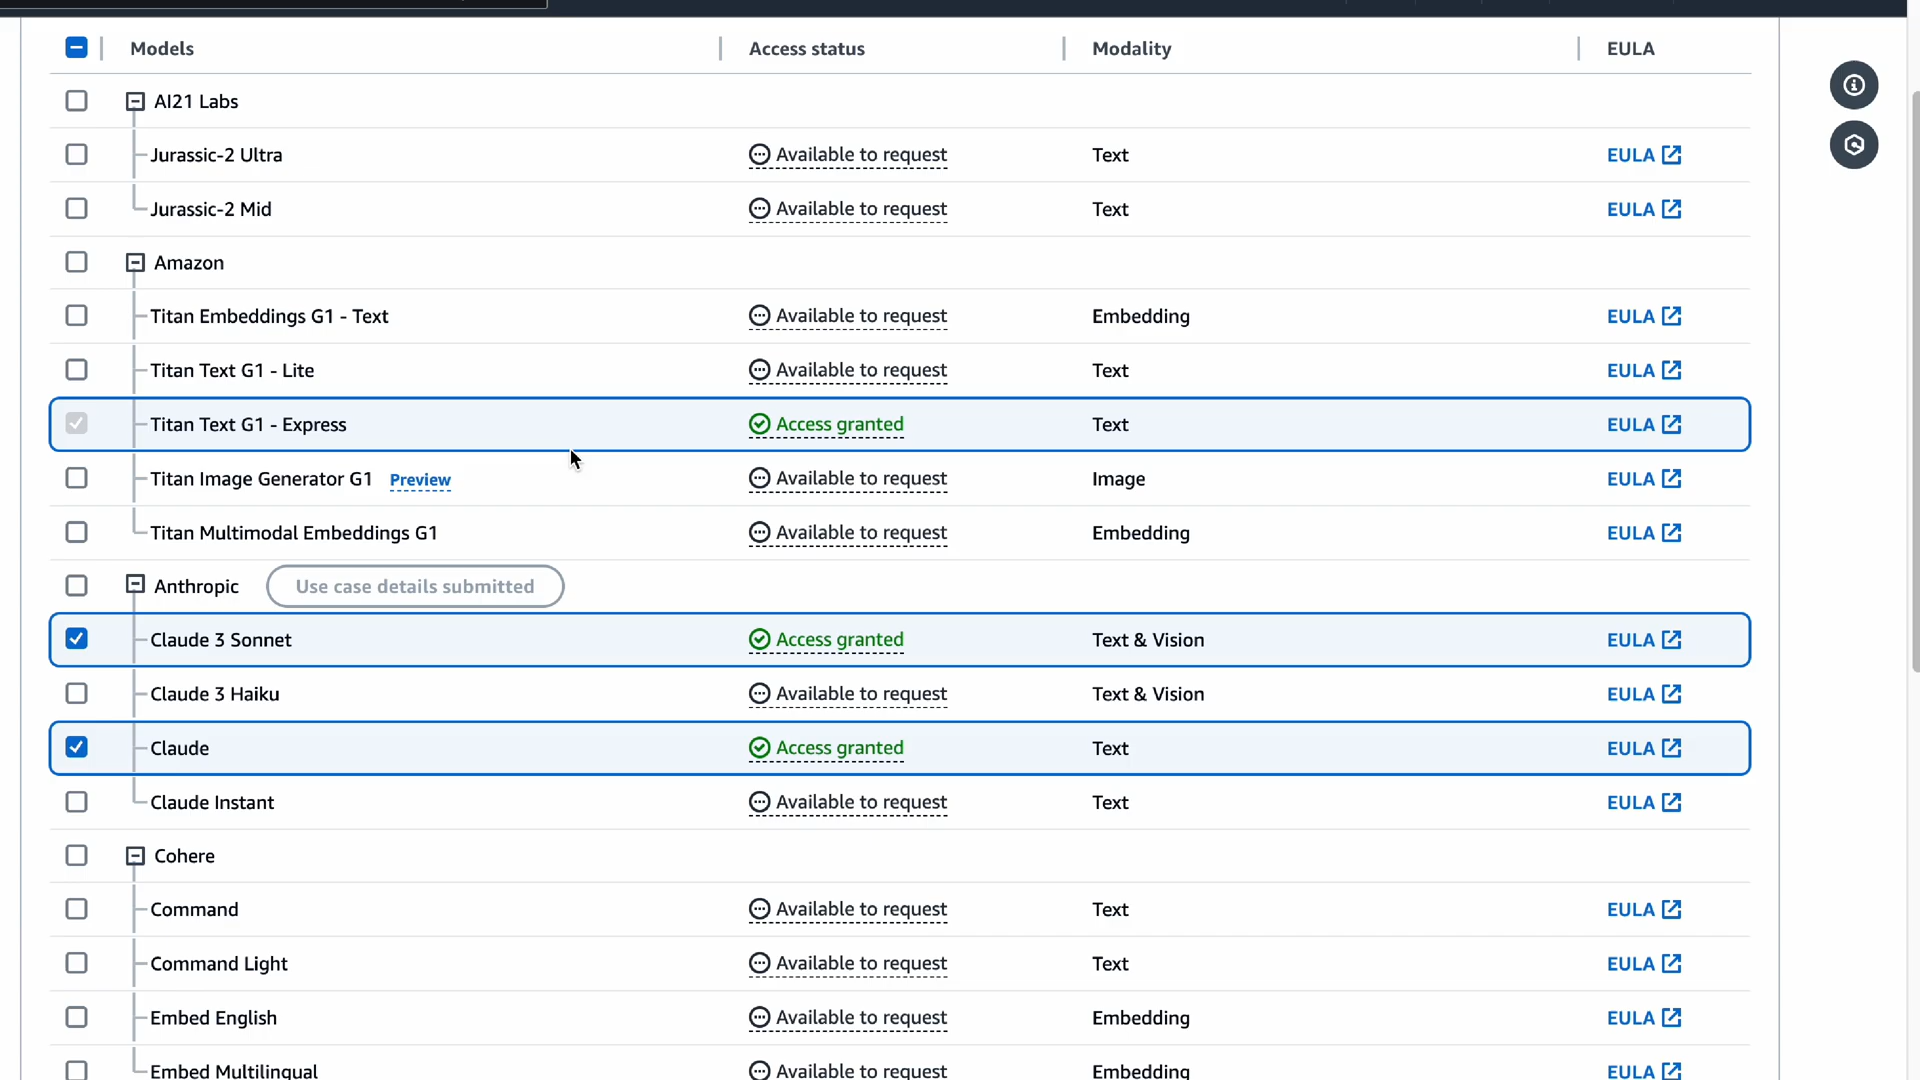 Models Access status Modality EULA
AI21 Labs
Jurassic-2 Ultra Available to request Text EULA
Jurassic-2 Mid Available to request Text EULA
Amazon
Titan Embeddings G1 - Text Available to request Embedding EULA
Titan Text G1 - Lite Available to request Text EULA
Titan Text G1 - Express Access granted Text EULA
Titan Image Generator G1 Preview Available to request Image EULA
Titan Multimodal Embeddings G1 Available to request Embedding EULA
Anthropic Use case details submitted
Claude 3 Sonnet Access granted Text & Vision EULA
Claude 3 Haiku Available to request Text & Vision EULA
Claude Access granted Text EULA
Claude Instant Available to request Text EULA
Cohere
Command Available to request Text EULA
Command Light Available to request Text EULA
Embed English Available to request Embedding EULA
Embed Multilingual Available to request Embedding EULA